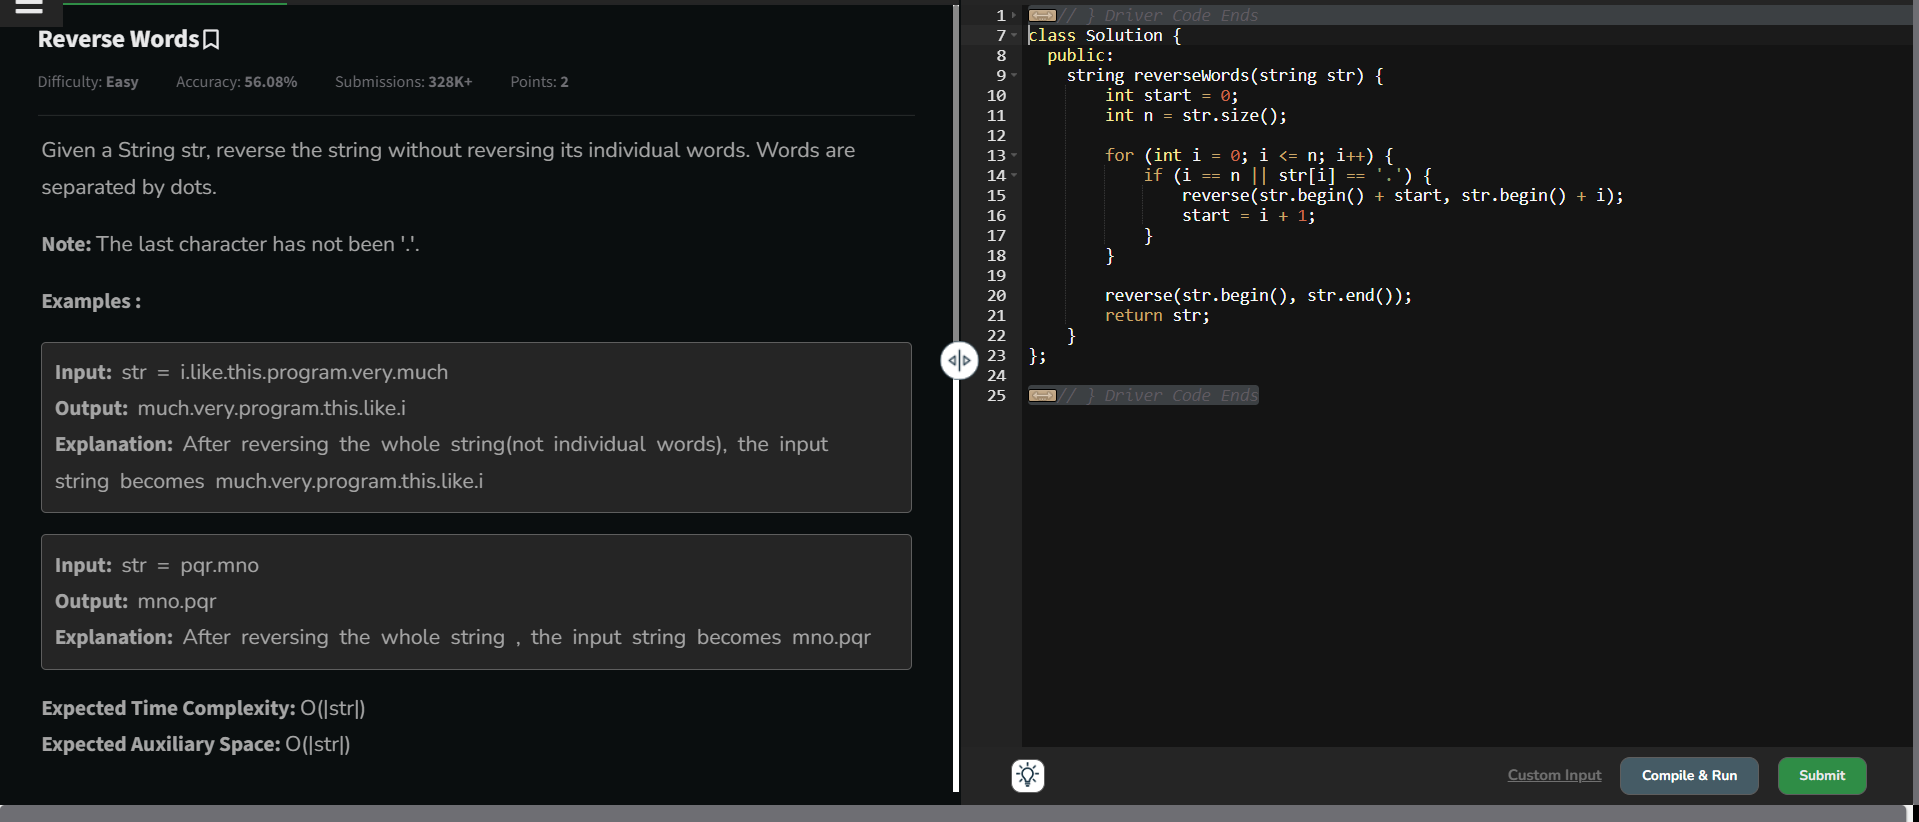 Reverse Words
Difficulty: Easy Accuracy: 56.08% Submissions: 328K+ Points: 2
Given a String str, reverse the string without reversing its individual words. Words are
separated by dots.
Note: The last character has not been '.'.
Examples :
Input: str = i.like.this.program.very.much
Output: much.very.program.this.like.i
Explanation: After reversing the whole string(not individual words), the input
string becomes much.very.program.this.like.i
Input: str = pqr.mno
Output: mno.pqr
Explanation: After reversing the whole string , the input string becomes mno.pqr
Expected Time Complexity: O(|str|)
Expected Auxiliary Space: O(|str|)
1 // } Driver Code Ends
7 class Solution {
8   public:
9     string reverseWords(string str) {
10         int start = 0;
11         int n = str.size();
12
13         for (int i = 0; i <= n; i++) {
14             if (i == n || str[i] == '.') {
15                 reverse(str.begin() + start, str.begin() + i);
16                 start = i + 1;
17             }
18         }
19
20         reverse(str.begin(), str.end());
21         return str;
22     }
23 };
24
25 // } Driver Code Ends
Custom Input Compile & Run Submit